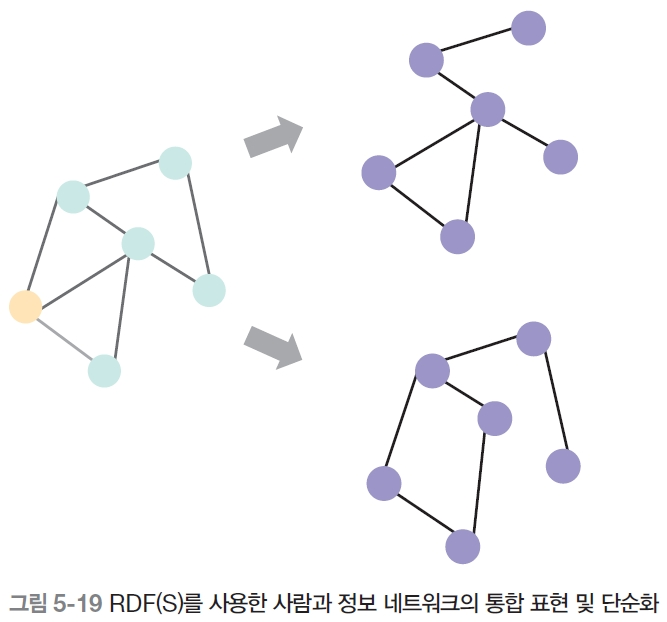 그림 5-19 RDF(S)를 사용한 사람과 정보 네트워크의 통합 표현 및 단순화